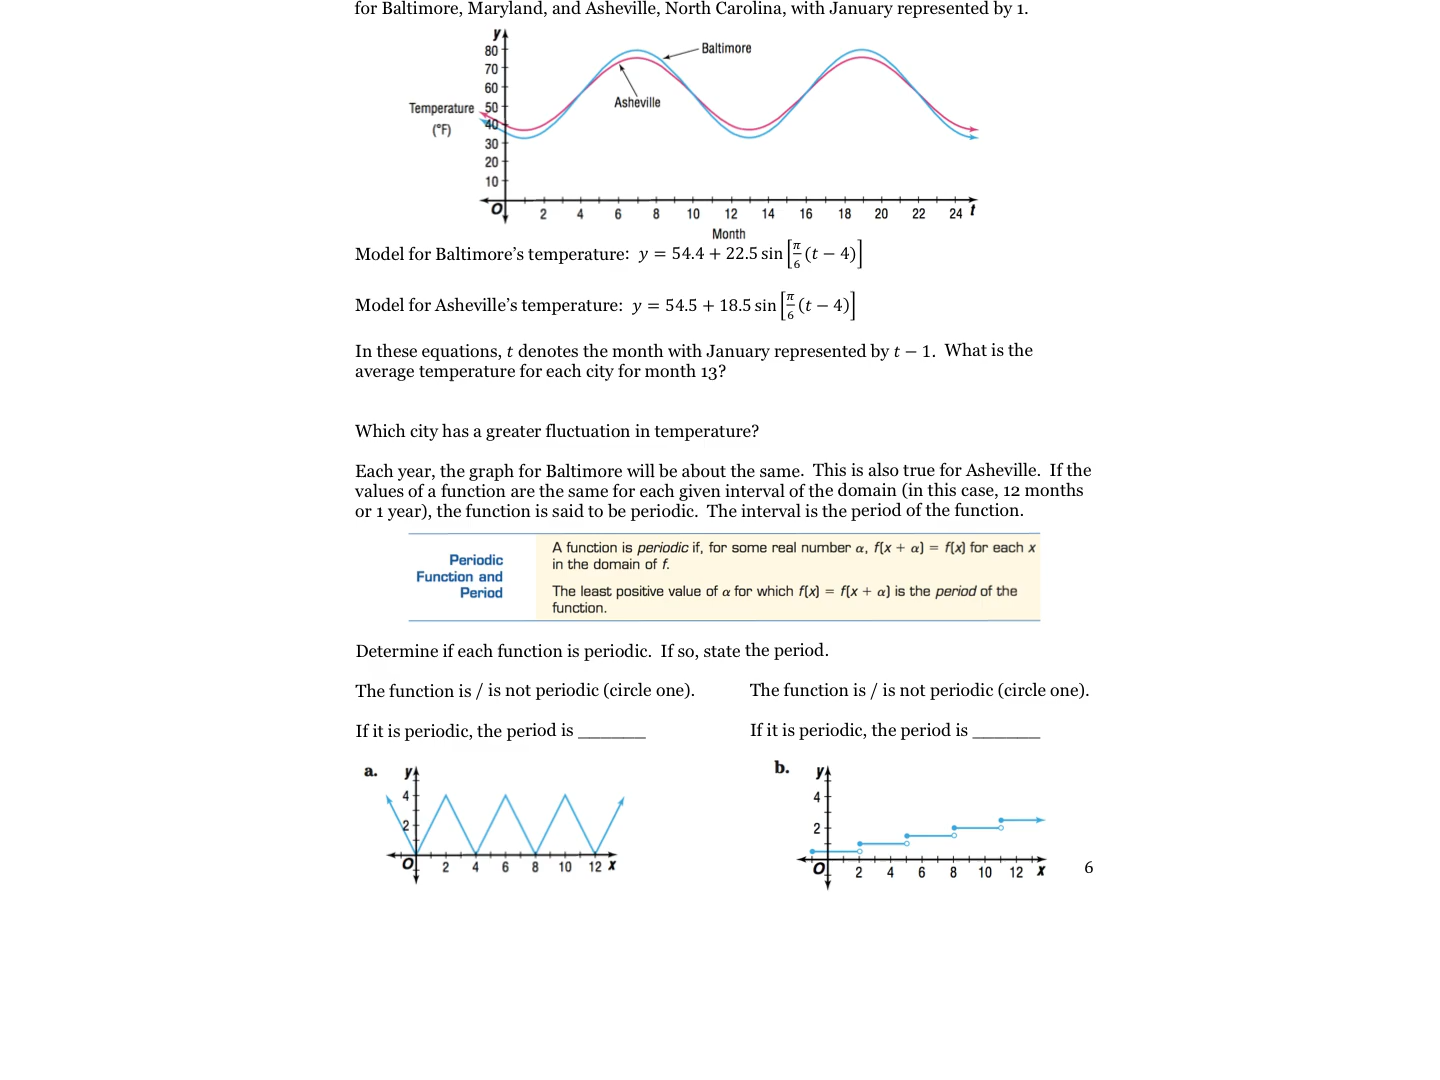 for Baltimore, Maryland, and Asheville, North Carolina, with January represented by 1.
y
80
70
60
Temperature 50
(°F)
40
30
20
10
Baltimore
Asheville
O 2 4 6 8 10 12 14 16 18 20 22 24 t
Month
Model for Baltimore’s temperature: y = 54.4 + 22.5 sin [π/6 (t − 4)]
Model for Asheville’s temperature: y = 54.5 + 18.5 sin [π/6 (t − 4)]
In these equations, t denotes the month with January represented by t − 1. What is the
average temperature for each city for month 13?
Which city has a greater fluctuation in temperature?
Each year, the graph for Baltimore will be about the same. This is also true for Asheville. If the
values of a function are the same for each given interval of the domain (in this case, 12 months
or 1 year), the function is said to be periodic. The interval is the period of the function.
Periodic
Function and
Period
A function is periodic if, for some real number α, f(x + α) = f(x) for each x
in the domain of f.
The least positive value of α for which f(x) = f(x + α) is the period of the
function.
Determine if each function is periodic. If so, state the period.
The function is / is not periodic (circle one).
The function is / is not periodic (circle one).
If it is periodic, the period is _______
If it is periodic, the period is _______
a.
y
4
2
O 2 4 6 8 10 12 x
b.
y
4
2
O 2 4 6 8 10 12 x
6